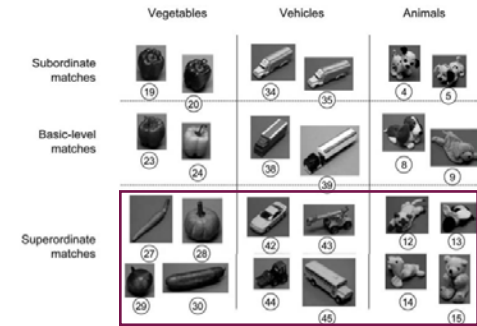 Vegetables Vehicles Animals
Subordinate matches
19 20 34 35 4 5
Basic-level matches
23 24 38 39 8 9
Superordinate matches
27 28 42 43 12 13
29 30 44 45 14 15